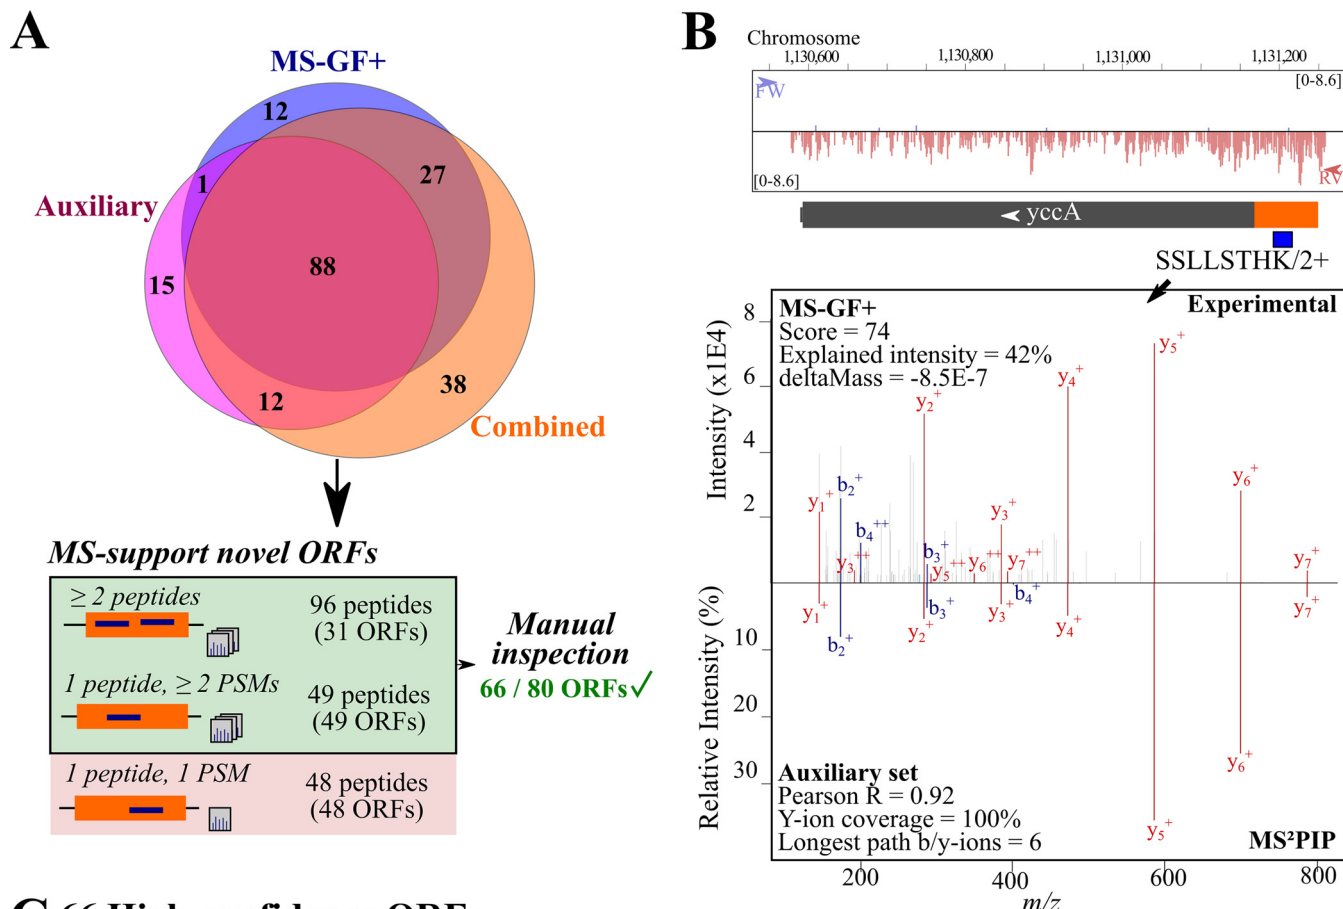 A
MS-GF+
12
1
27
Auxiliary
15
88
38
12
Combined
MS-support novel ORFs
≥ 2 peptides
96 peptides
(31 ORFs)
1 peptide, ≥ 2 PSMs
49 peptides
(49 ORFs)
1 peptide, 1 PSM
48 peptides
(48 ORFs)
Manual
inspection
66 / 80 ORFs✓
B
Chromosome
1,130,600 1,130,800 1,131,000 1,131,200
FW
[0-8.6]
[0-8.6]
RV
yccA
SSLLSTHK/2+
MS-GF+
Score = 74
Explained intensity = 42%
deltaMass = -8.5E-7
Experimental
Intensity (x1E4)
8
6
4
2
y₁⁺ b₂⁺ b₄⁺⁺ y₃⁺⁺ y₂⁺ b₃⁺ y₅⁺⁺ y₆⁺⁺ y₃⁺ y₇⁺⁺ y₄⁺ y₅⁺ y₆⁺ y₇⁺
y₁⁺ b₂⁺ y₂⁺ b₃⁺ y₃⁺ b₄⁺ y₄⁺ y₅⁺ y₆⁺ y₇⁺
Relative Intensity (%)
10
20
30
Auxiliary set
Pearson R = 0.92
Y-ion coverage = 100%
Longest path b/y-ions = 6
MS²PIP
200 400 600 800
m/z